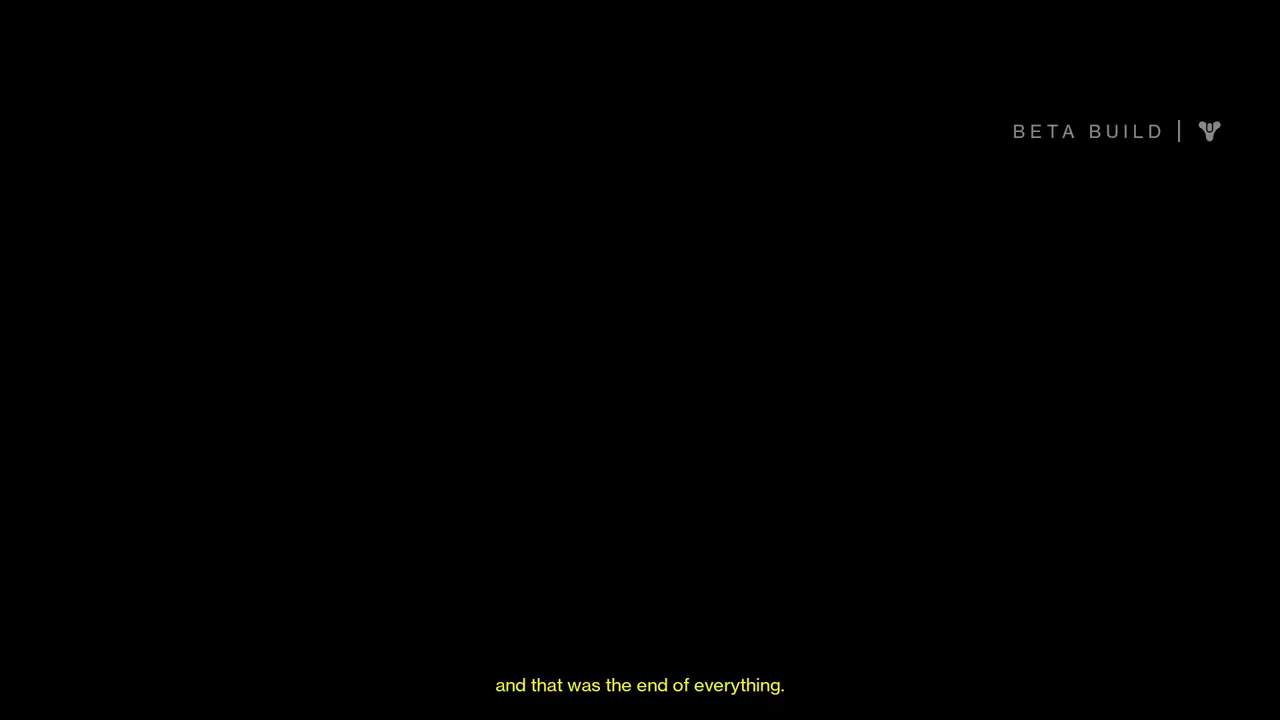 BETA BUILD |
and that was the end of everything.